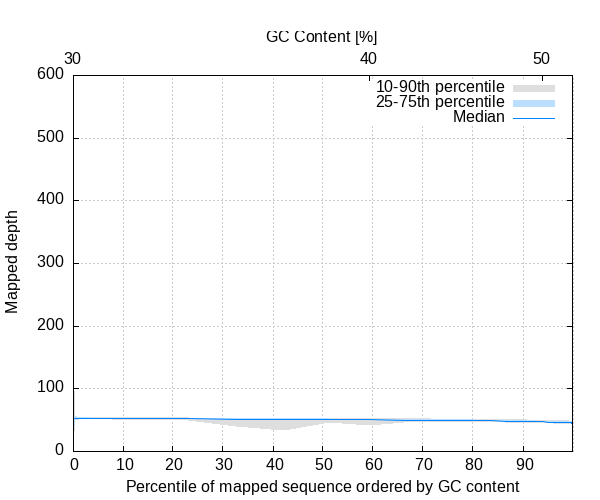 GC Content [%]
30 40 50
600
10-90th percentile
25-75th percentile
Median
500
400
300
200
100
0
Mapped depth
0 10 20 30 40 50 60 70 80 90
Percentile of mapped sequence ordered by GC content